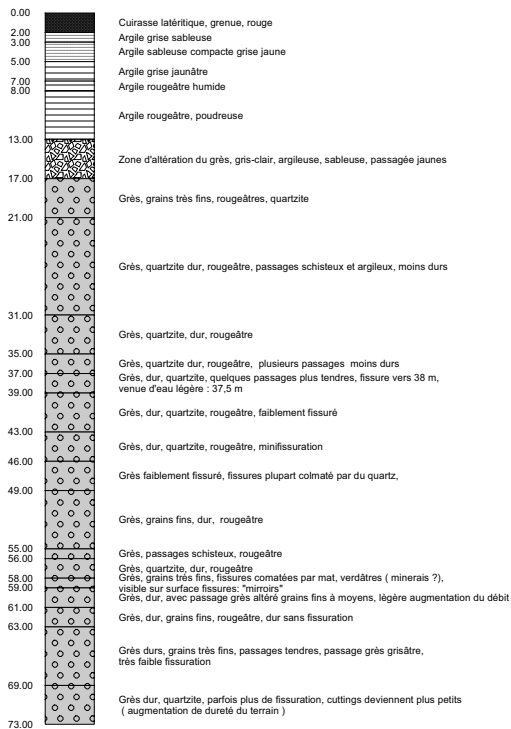 0.00
Cuirasse latéritique, grenue, rouge
2.00
Argile grise sableuse
3.00
Argile sableuse compacte grise jaune
5.00
Argile grise jaunâtre
7.00
Argile rougeâtre humide
8.00
Argile rougeâtre, poudreuse
13.00
Zone d'altération du grès, gris-clair, argileuse, sableuse, passagée jaunes
17.00
Grès, grains très fins, rougeâtres, quartzite
21.00
Grès, quartzite dur, rougeâtre, passages schisteux et argileux, moins durs
31.00
Grès, quartzite, dur, rougeâtre
35.00
Grès, quartzite dur, rougeâtre, plusieurs passages moins durs
37.00
Grès, dur, quartzite, quelques passages plus tendres, fissure vers 38 m,
venue d'eau légère : 37,5 m
39.00
Grès, dur, quartzite, rougeâtre, faiblement fissuré
43.00
Grès, dur, quartzite, rougeâtre, minifissuration
46.00
Grès faiblement fissuré, fissures plupart colmaté par du quartz,
49.00
Grès, grains fins, dur, rougeâtre
55.00
Grès, passages schisteux, rougeâtre
56.00
Grès, quartzite, dur, rougeâtre
58.00
Grès, grains trés fins, fissures comatées par mat, verdâtres ( minerais ?),
visible sur surface fissures: "mirroirs"
59.00
Grès, dur, avec passage grès altéré grains fins à moyens, légère augmentation du débit
61.00
Grès, dur, grains fins, rougeâtre, dur sans fissuration
63.00
Grès durs, grains très fins, passages tendres, passage grès grisâtre,
très faible fissuration
69.00
Grès dur, quartzite, parfois plus de fissuration, cuttings deviennent plus petits
( augmentation de dureté du terrain )
73.00